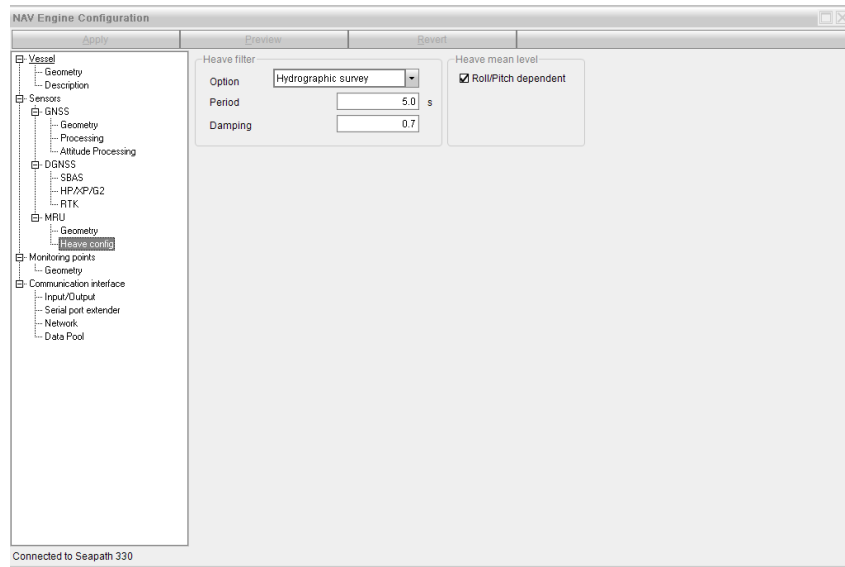 NAV Engine Configuration
Apply Preview Revert
Vessel
Geometry
Description
Sensors
GNSS
Geometry
Processing
Attitude Processing
DGNSS
SBAS
HP/XP/G2
RTK
MRU
Geometry
Heave config
Monitoring points
Geometry
Communication interface
Input/Output
Serial port extender
Network
Data Pool
Heave filter
Option Hydrographic survey
Period 5.0 s
Damping 0.7
Heave mean level
Roll/Pitch dependent
Connected to Seapath 330